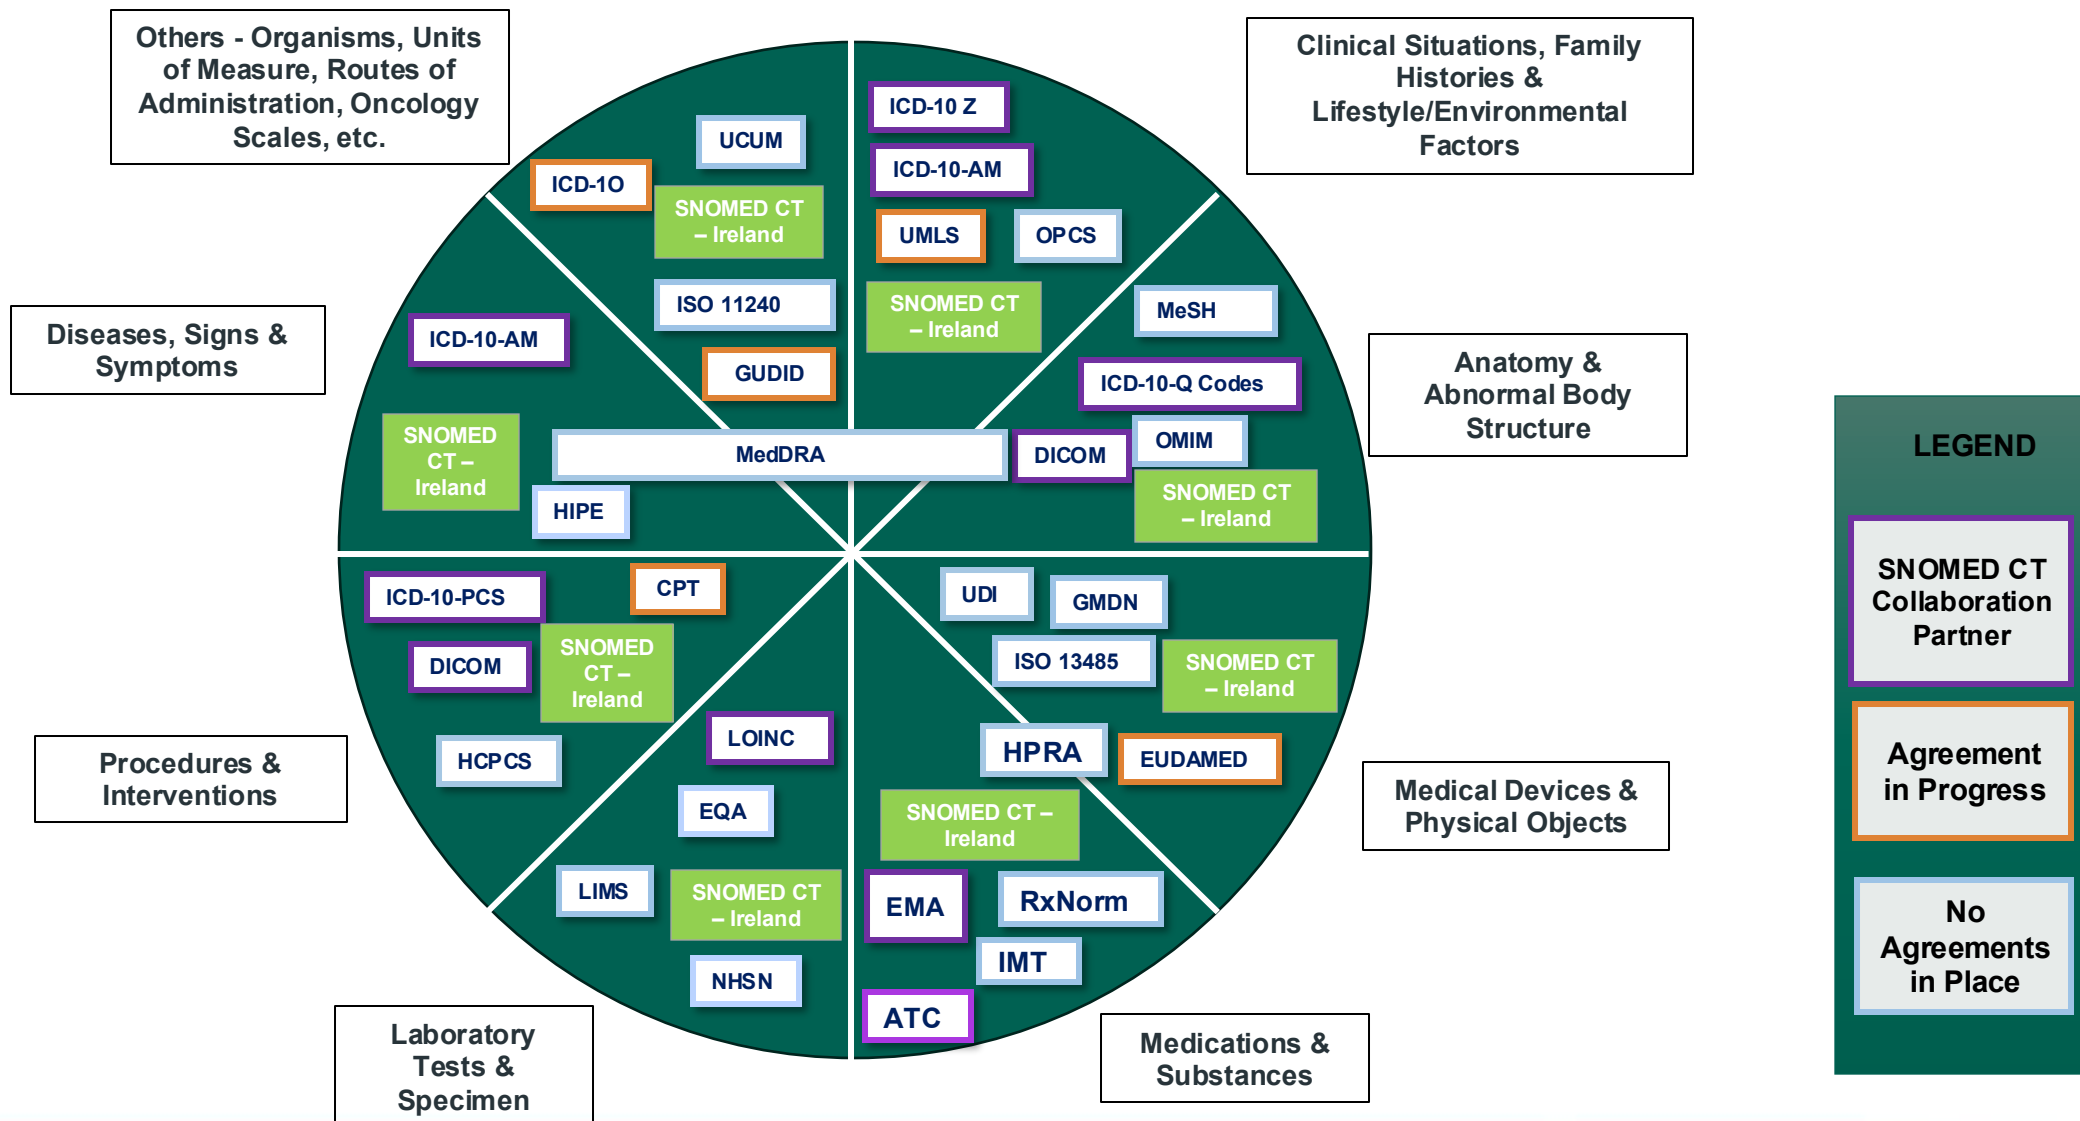 Others - Organisms, Units
of Measure, Routes of
Administration, Oncology
Scales, etc.
Clinical Situations, Family
Histories &
Lifestyle/Environmental
Factors
UCUM
ICD-1O
SNOMED CT
– Ireland
ISO 11240
GUDID
ICD-10 Z
ICD-10-AM
UMLS
OPCS
SNOMED CT
– Ireland
Diseases, Signs &
Symptoms
ICD-10-AM
SNOMED
CT –
Ireland
HIPE
MedDRA
MeSH
ICD-10-Q Codes
DICOM
OMIM
SNOMED CT
– Ireland
Anatomy &
Abnormal Body
Structure
Procedures &
Interventions
ICD-10-PCS
CPT
DICOM
SNOMED
CT –
Ireland
HCPCS
UDI
GMDN
ISO 13485
SNOMED CT
– Ireland
HPRA
EUDAMED
Medical Devices &
Physical Objects
LOINC
EQA
LIMS
SNOMED CT
– Ireland
NHSN
Laboratory
Tests &
Specimen
SNOMED CT –
Ireland
EMA
RxNorm
IMT
ATC
Medications &
Substances
LEGEND
SNOMED CT
Collaboration
Partner
Agreement
in Progress
No
Agreements
in Place